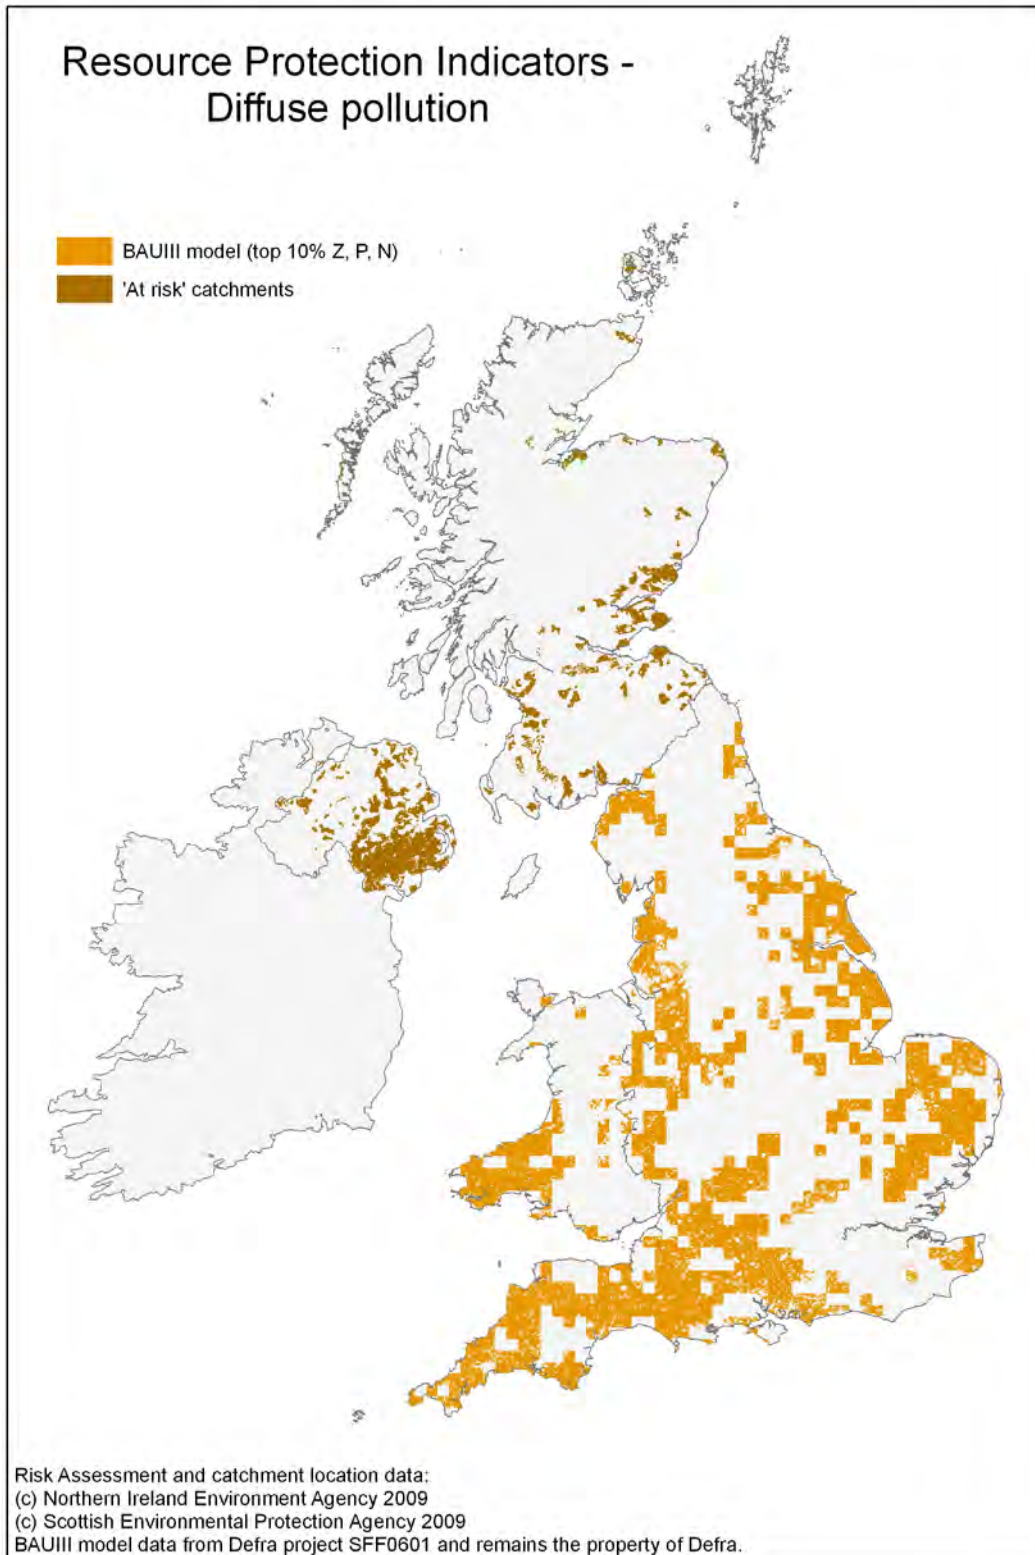 Resource Protection Indicators -
Diffuse pollution
BAUIII model (top 10% Z, P, N)
'At risk' catchments
Risk Assessment and catchment location data:
(c) Northern Ireland Environment Agency 2009
(c) Scottish Environmental Protection Agency 2009
BAUIII model data from Defra project SFF0601 and remains the property of Defra.